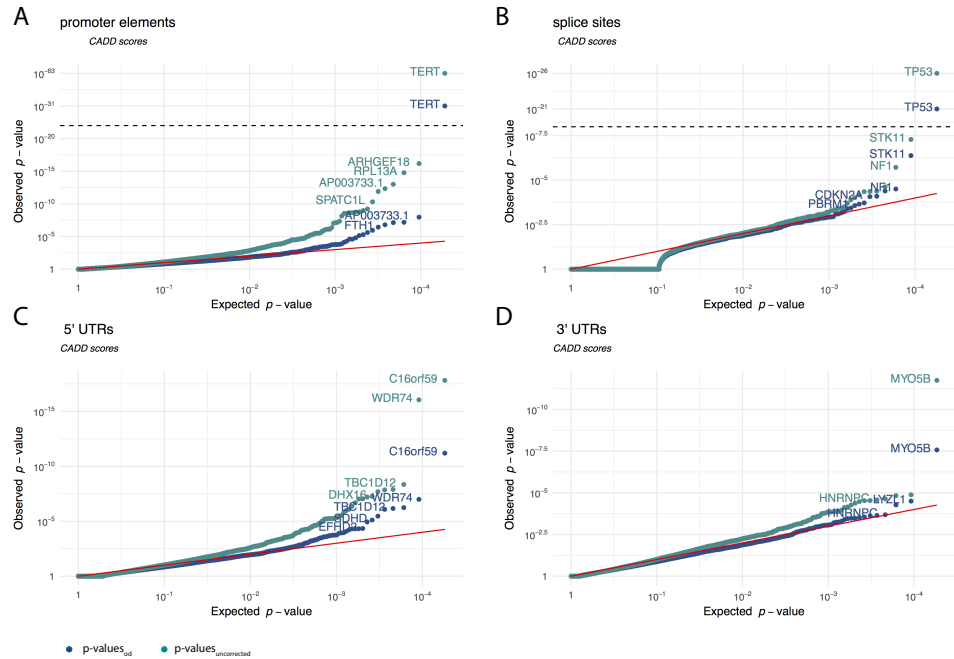 A
promoter elements
CADD scores
Observed p – value
10⁻⁶³
10⁻³¹
10⁻²⁰
10⁻¹⁵
10⁻¹⁰
10⁻⁵
1
TERT
TERT
ARHGEF18
RPL13A
AP003733.1
SPATC1L
AP003733.1
FTH1
1
10⁻¹
10⁻²
10⁻³
10⁻⁴
Expected p – value
B
splice sites
CADD scores
Observed p – value
10⁻²⁶
10⁻²¹
10⁻⁷·⁵
10⁻⁵
10⁻²·⁵
1
TP53
TP53
STK11
STK11
NF1
NF1
CDKN2A
PBRM1
1
10⁻¹
10⁻²
10⁻³
10⁻⁴
Expected p – value
C
5' UTRs
CADD scores
Observed p – value
10⁻¹⁵
10⁻¹⁰
10⁻⁵
1
C16orf59
WDR74
C16orf59
TBC1D12
DHX16
WDR74
TBC1D12
SDHD
EFHD2
1
10⁻¹
10⁻²
10⁻³
10⁻⁴
Expected p – value
D
3' UTRs
CADD scores
Observed p – value
10⁻¹⁰
10⁻⁷·⁵
10⁻⁵
10⁻²·⁵
1
MYO5B
MYO5B
HNRNPC
LYZL1
HNRNPC
1
10⁻¹
10⁻²
10⁻³
10⁻⁴
Expected p – value
p-values od
p-values uncorrected